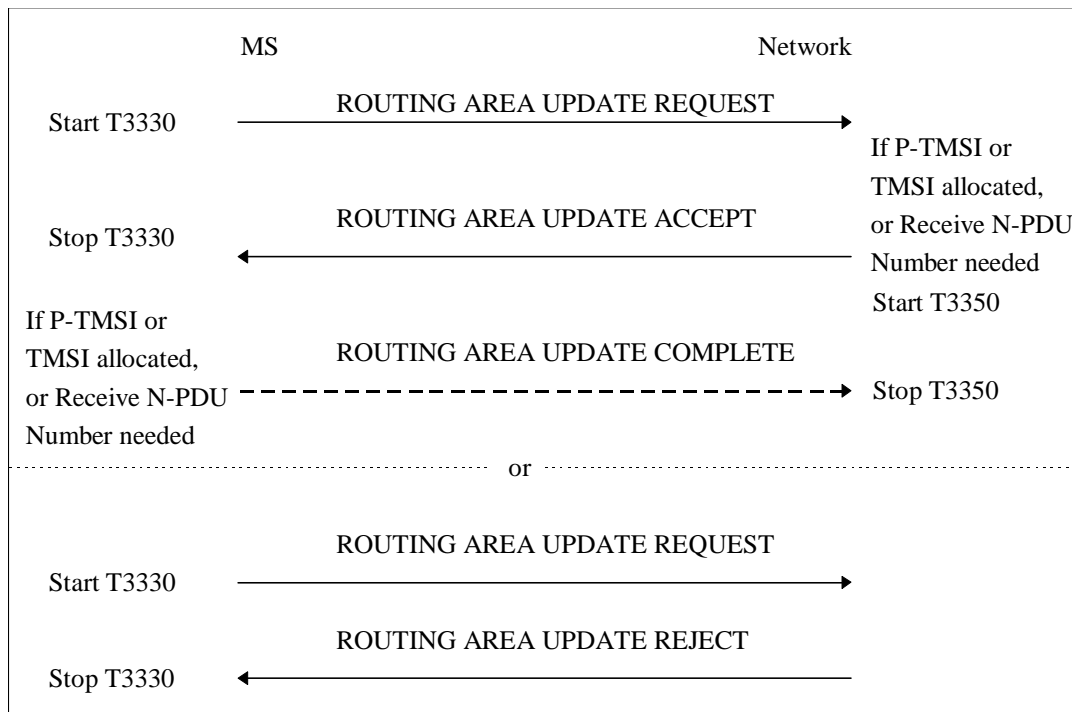 MS
Network
ROUTING AREA UPDATE REQUEST
Start T3330
If P-TMSI or
TMSI allocated,
or Receive N-PDU
Number needed
Start T3350
ROUTING AREA UPDATE ACCEPT
Stop T3330
If P-TMSI or
TMSI allocated,
or Receive N-PDU
Number needed
ROUTING AREA UPDATE COMPLETE
Stop T3350
or
ROUTING AREA UPDATE REQUEST
Start T3330
ROUTING AREA UPDATE REJECT
Stop T3330